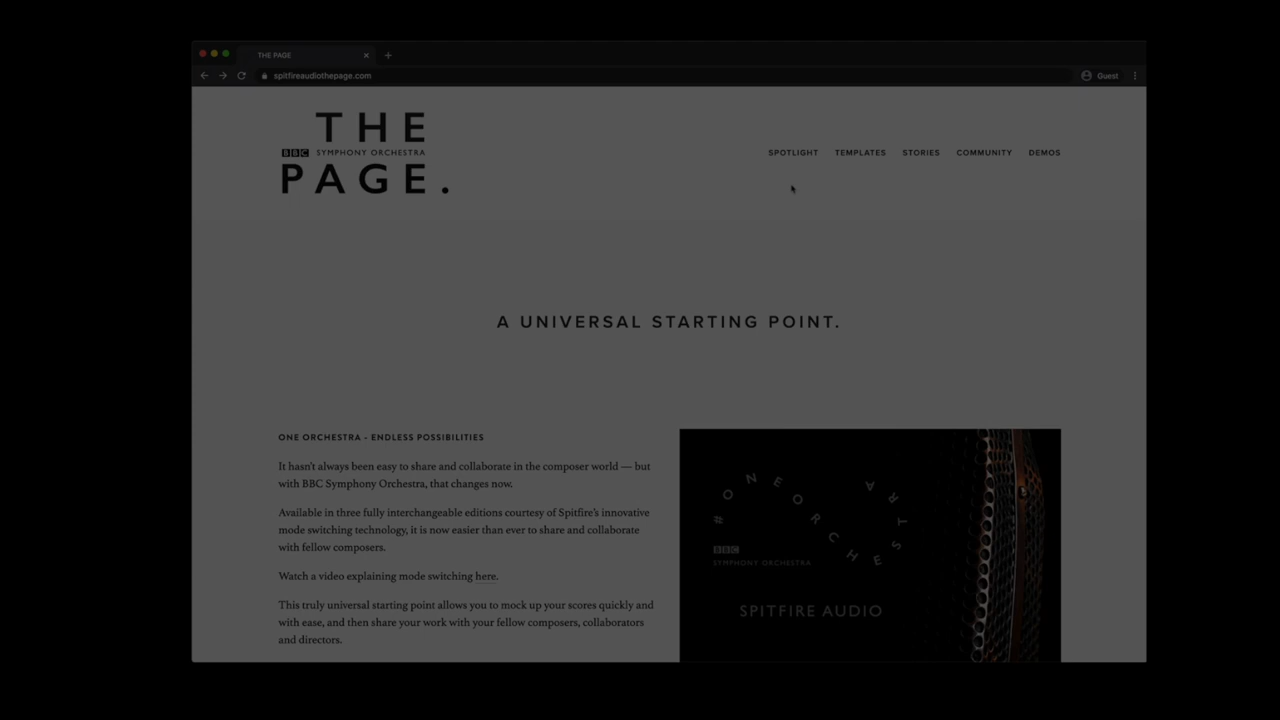 THE PAGE
spitfireaudiothepage.com
Guest
THE
BBC SYMPHONY ORCHESTRA
PAGE.
SPOTLIGHT TEMPLATES STORIES COMMUNITY DEMOS
A UNIVERSAL STARTING POINT.
ONE ORCHESTRA - ENDLESS POSSIBILITIES
It hasn't always been easy to share and collaborate in the composer world — but
with BBC Symphony Orchestra, that changes now.
Available in three fully interchangeable editions courtesy of Spitfire's innovative
mode switching technology, it is now easier than ever to share and collaborate
with fellow composers.
Watch a video explaining mode switching here.
This truly universal starting point allows you to mock up your scores quickly and
with ease, and then share your work with your fellow composers, collaborators
and directors.
#ONEORCHESTRA
BBC
SYMPHONY ORCHESTRA
SPITFIRE AUDIO